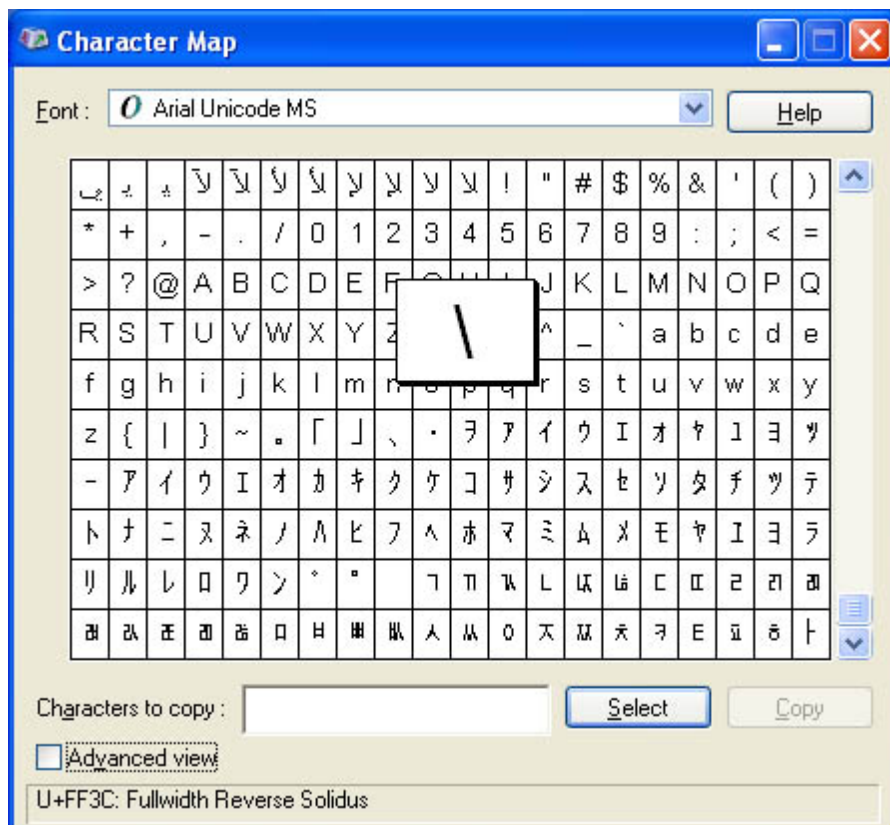 Character Map
Font : O Arial Unicode MS Help
ﻻ ! " # $ % & ' ( )
* + , - . / 0 1 2 3 4 5 6 7 8 9 : ; < =
> ? @ A B C D E F J K L M N O P Q
R S T U V W X Y Z \ ^ _ ` a b c d e
f g h i j k l m n r s t u v w x y
z { | } ~ 。 「 」 、 ・ ヲ ァ ィ ゥ ェ ォ ャ ュ ョ ッ
ー ア イ ウ エ オ カ キ ク ケ コ サ シ ス セ ソ タ チ ツ テ
ト ナ ニ ヌ ネ ノ ハ ヒ フ ヘ ホ マ ミ ム メ モ ヤ ユ ヨ ラ
リ ル レ ロ ワ ン ゙ ゚ ㄱ ㄲ ㄳ ㄴ ㄵ ㄶ ㄷ ㄸ ㄹ ㄺ ㄻ
ㄼ ㄽ ㄾ ㄿ ㅀ ㅁ ㅂ ㅃ ㅄ ㅅ ㅆ ㅇ ㅈ ㅉ ㅊ ㅋ ㅌ ㅍ ㅎ ㅏ
Characters to copy : Select Copy
Advanced view
U+FF3C: Fullwidth Reverse Solidus